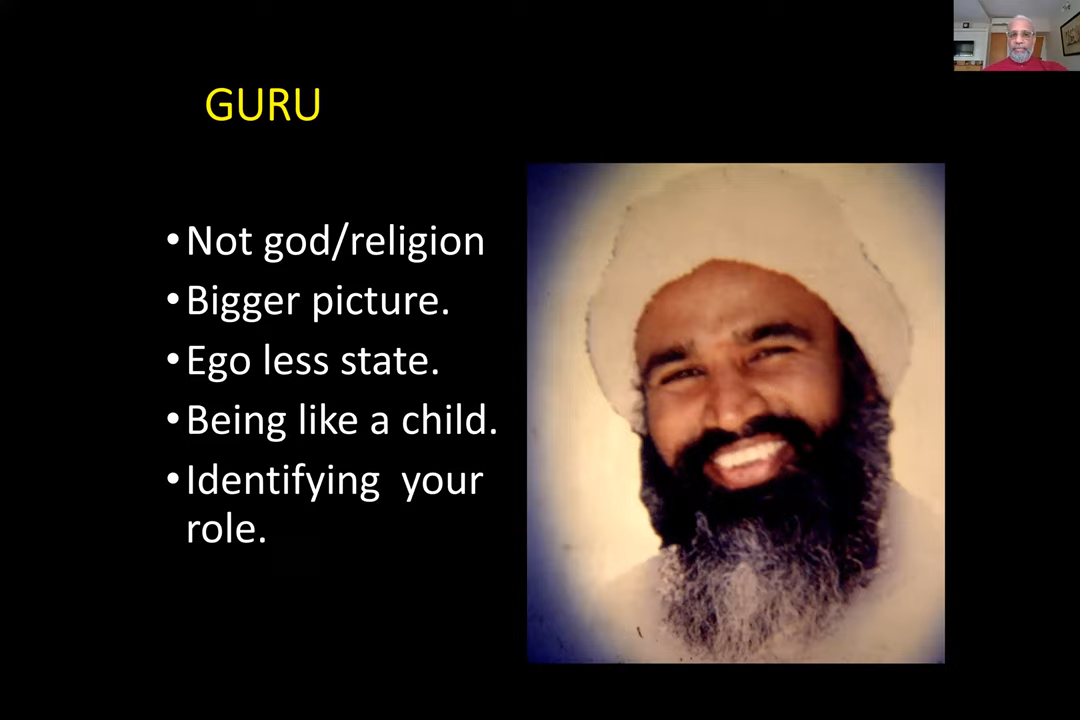 GURU
•Not god/religion
•Bigger picture.
•Ego less state.
•Being like a child.
•Identifying  your
role.